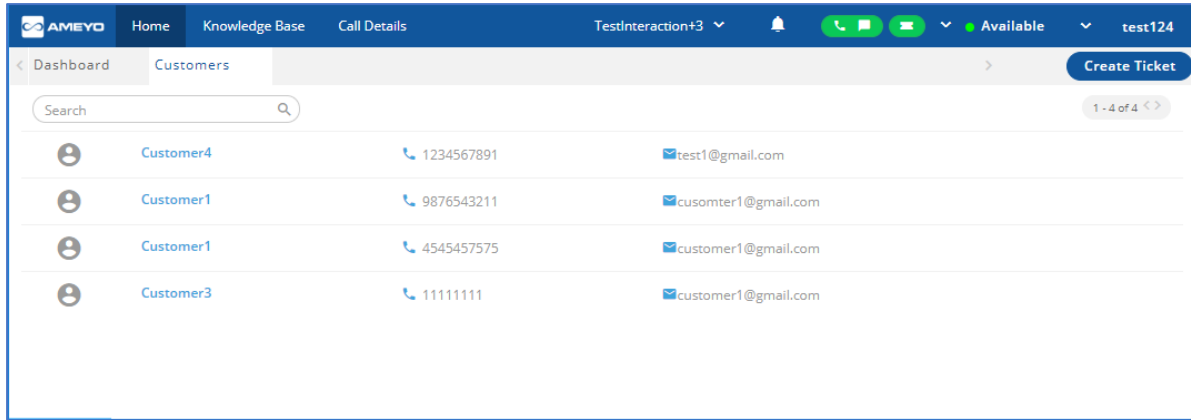 AMEYO Home Knowledge Base Call Details TestInteraction+3 Available test124
Dashboard Customers Create Ticket
Search 1 - 4 of 4
Customer4 1234567891 test1@gmail.com
Customer1 9876543211 cusomter1@gmail.com
Customer1 4545457575 customer1@gmail.com
Customer3 11111111 customer1@gmail.com